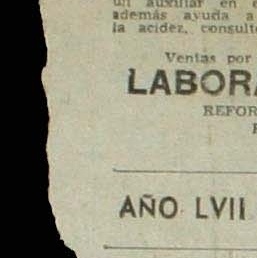 un auxiliar en e
además ayuda a
la acidez, consult
Ventas por
LABORA
REFOR
AÑO LVII